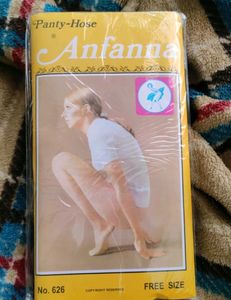 Panty-Hose
Anfanna
No. 626
COPYRIGHT RESERVED
FREE SIZE